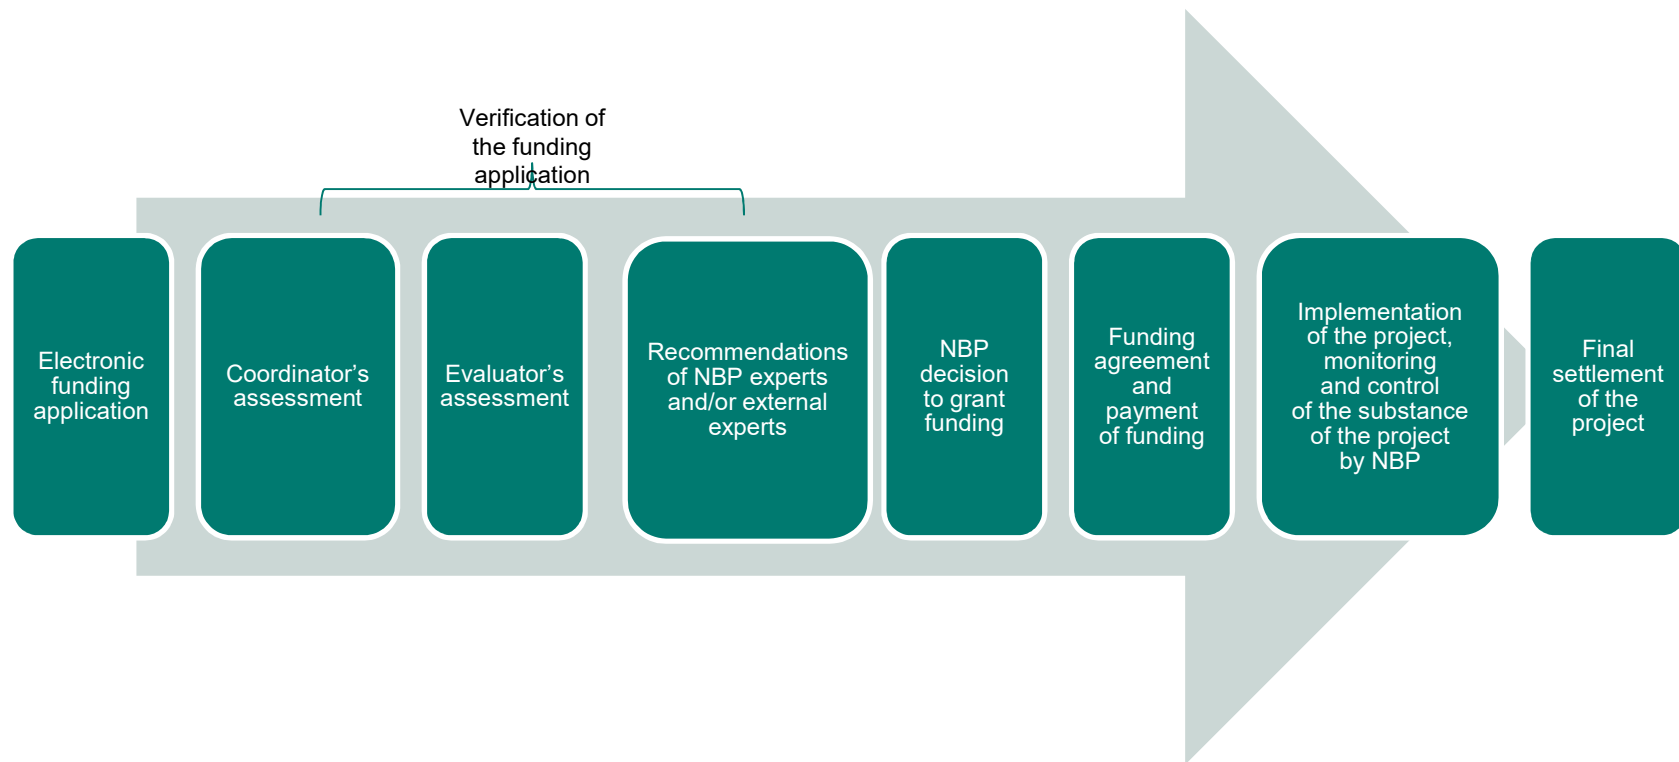 Verification of
the funding
application
Electronic
funding
application
Coordinator’s
assessment
Evaluator’s
assessment
Recommendations
of NBP experts
and/or external
experts
NBP
decision
to grant
funding
Funding
agreement
and
payment
of funding
Implementation
of the project,
monitoring
and control
of the substance
of the project
by NBP
Final
settlement
of the
project